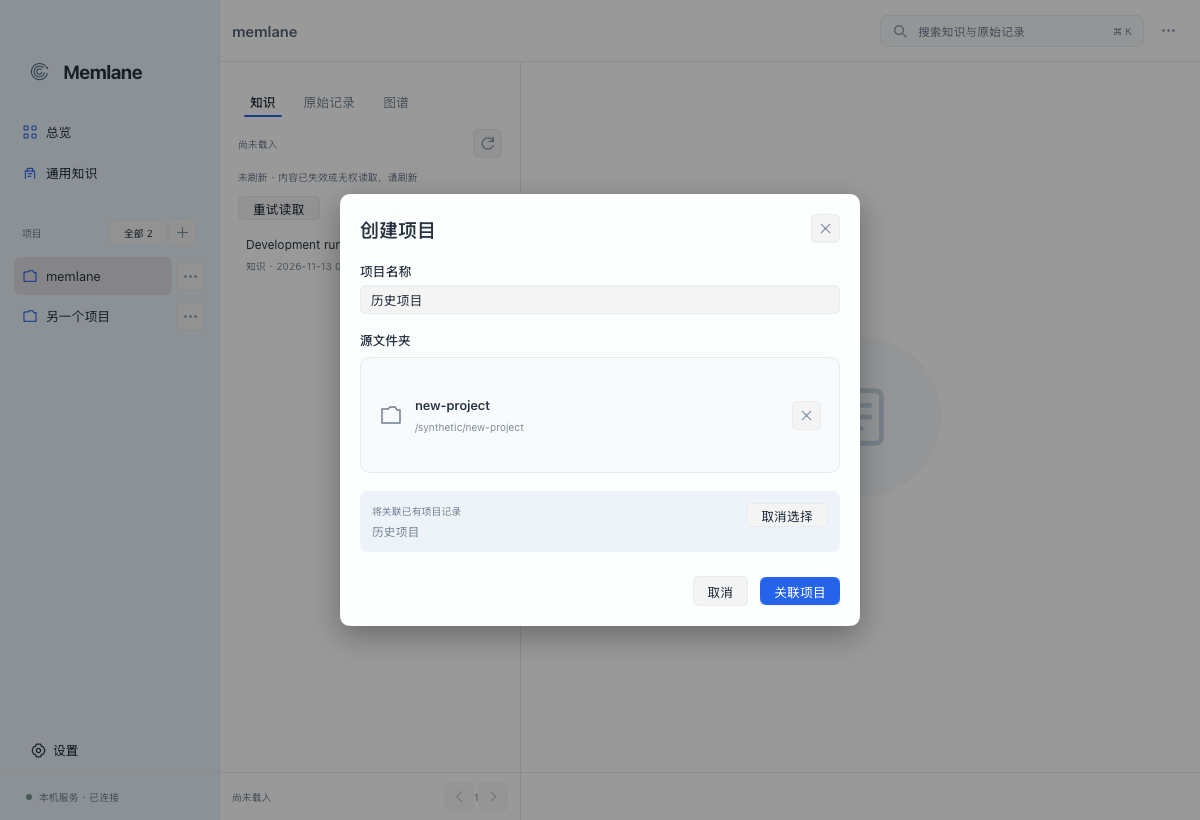 memlane
搜索知识与原始记录
⌘ K
Memlane
总览
通用知识
项目
全部 2
memlane
另一个项目
设置
本机服务 · 已连接
知识
原始记录
图谱
尚未载入
未刷新 · 内容已失效或无权读取，请刷新
重试读取
Development
知识 · 2026-11-13
尚未载入
创建项目
项目名称
历史项目
源文件夹
new-project
/synthetic/new-project
将关联已有项目记录
历史项目
取消选择
取消
关联项目